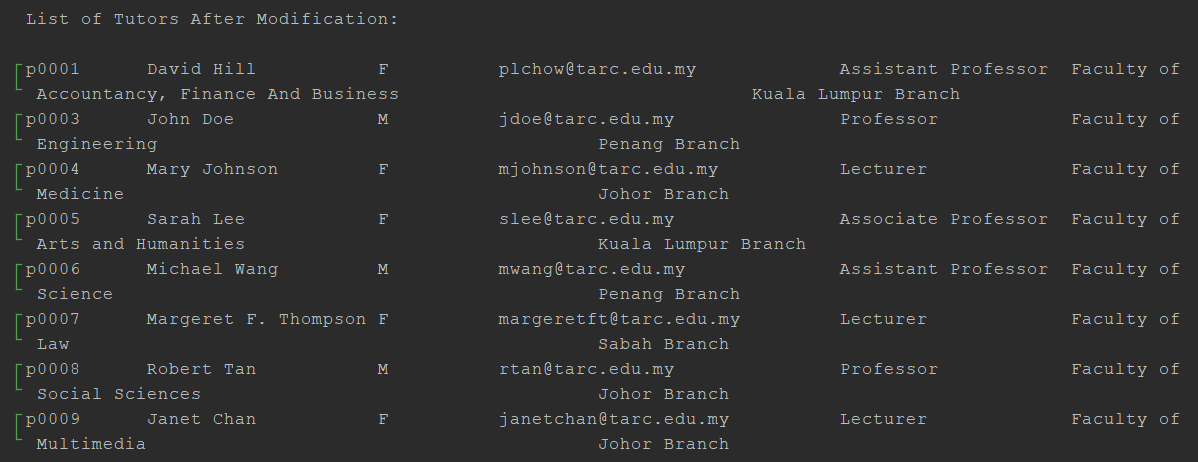 List of Tutors After Modification:
p0001 David Hill F plchow@tarc.edu.my Assistant Professor Faculty of
Accountancy, Finance And Business Kuala Lumpur Branch
p0003 John Doe M jdoe@tarc.edu.my Professor Faculty of
Engineering Penang Branch
p0004 Mary Johnson F mjohnson@tarc.edu.my Lecturer Faculty of
Medicine Johor Branch
p0005 Sarah Lee F slee@tarc.edu.my Associate Professor Faculty of
Arts and Humanities Kuala Lumpur Branch
p0006 Michael Wang M mwang@tarc.edu.my Assistant Professor Faculty of
Science Penang Branch
p0007 Margeret F. Thompson F margeretft@tarc.edu.my Lecturer Faculty of
Law Sabah Branch
p0008 Robert Tan M rtan@tarc.edu.my Professor Faculty of
Social Sciences Johor Branch
p0009 Janet Chan F janetchan@tarc.edu.my Lecturer Faculty of
Multimedia Johor Branch